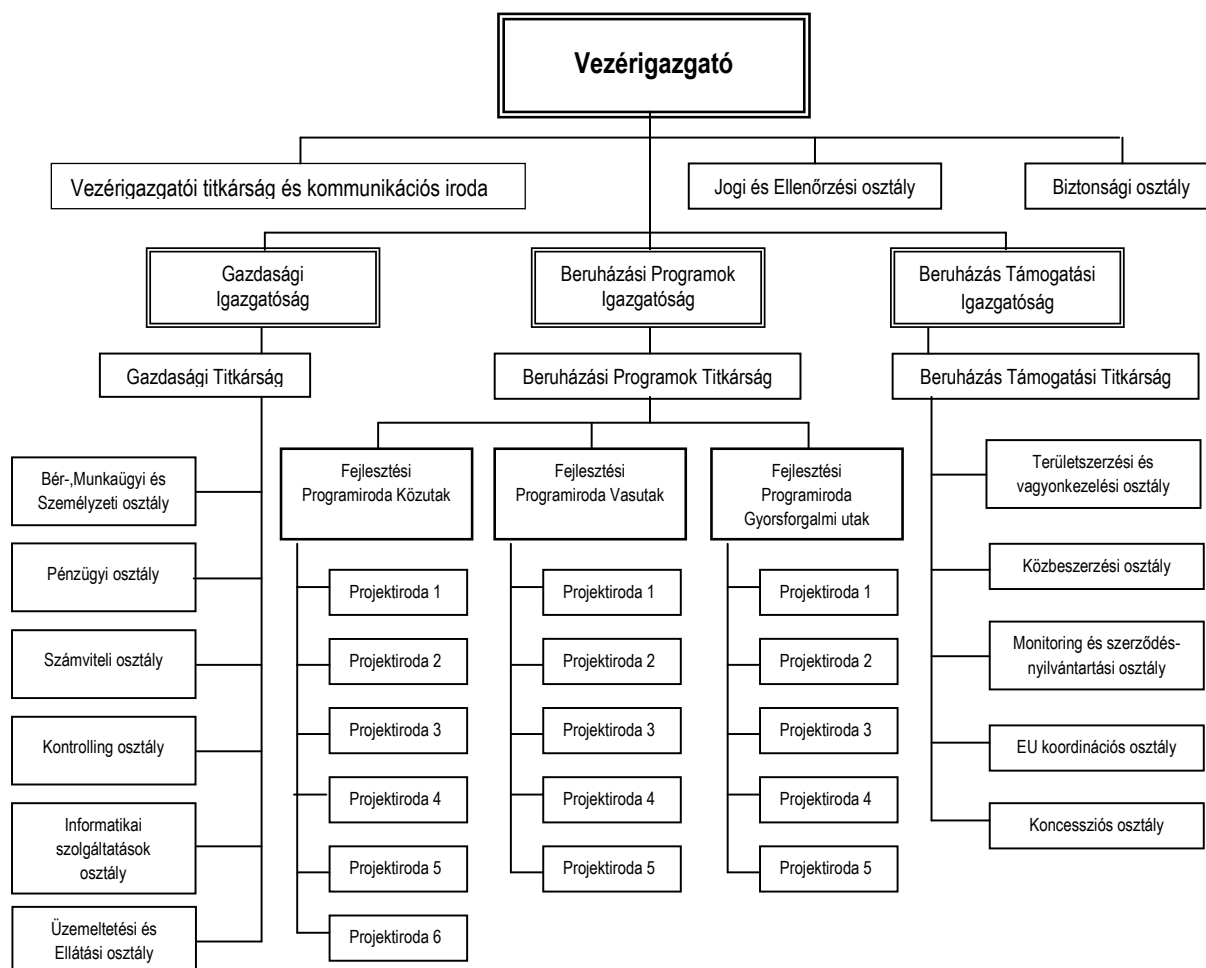 Vezérigazgató
Vezérigazgatói titkárság és kommunikációs iroda
Jogi és Ellenőrzési osztály
Biztonsági osztály
Gazdasági
Igazgatóság
Beruházási Programok
Igazgatóság
Beruházás Támogatási
Igazgatóság
Gazdasági Titkárság
Beruházási Programok Titkárság
Beruházás Támogatási Titkárság
Bér-,Munkaügyi és
Személyzeti osztály
Pénzügyi osztály
Számviteli osztály
Kontrolling osztály
Informatikai
szolgáltatások
osztály
Üzemeltetési és
Ellátási osztály
Fejlesztési
Programiroda Közutak
Projektiroda 1
Projektiroda 2
Projektiroda 3
Projektiroda 4
Projektiroda 5
Projektiroda 6
Fejlesztési
Programiroda Vasutak
Projektiroda 1
Projektiroda 2
Projektiroda 3
Projektiroda 4
Projektiroda 5
Fejlesztési
Programiroda
Gyorsforgalmi utak
Projektiroda 1
Projektiroda 2
Projektiroda 3
Projektiroda 4
Projektiroda 5
Területszerzési és
vagyonkezelési osztály
Közbeszerzési osztály
Monitoring és szerződés-
nyilvántartási osztály
EU koordinációs osztály
Koncessziós osztály